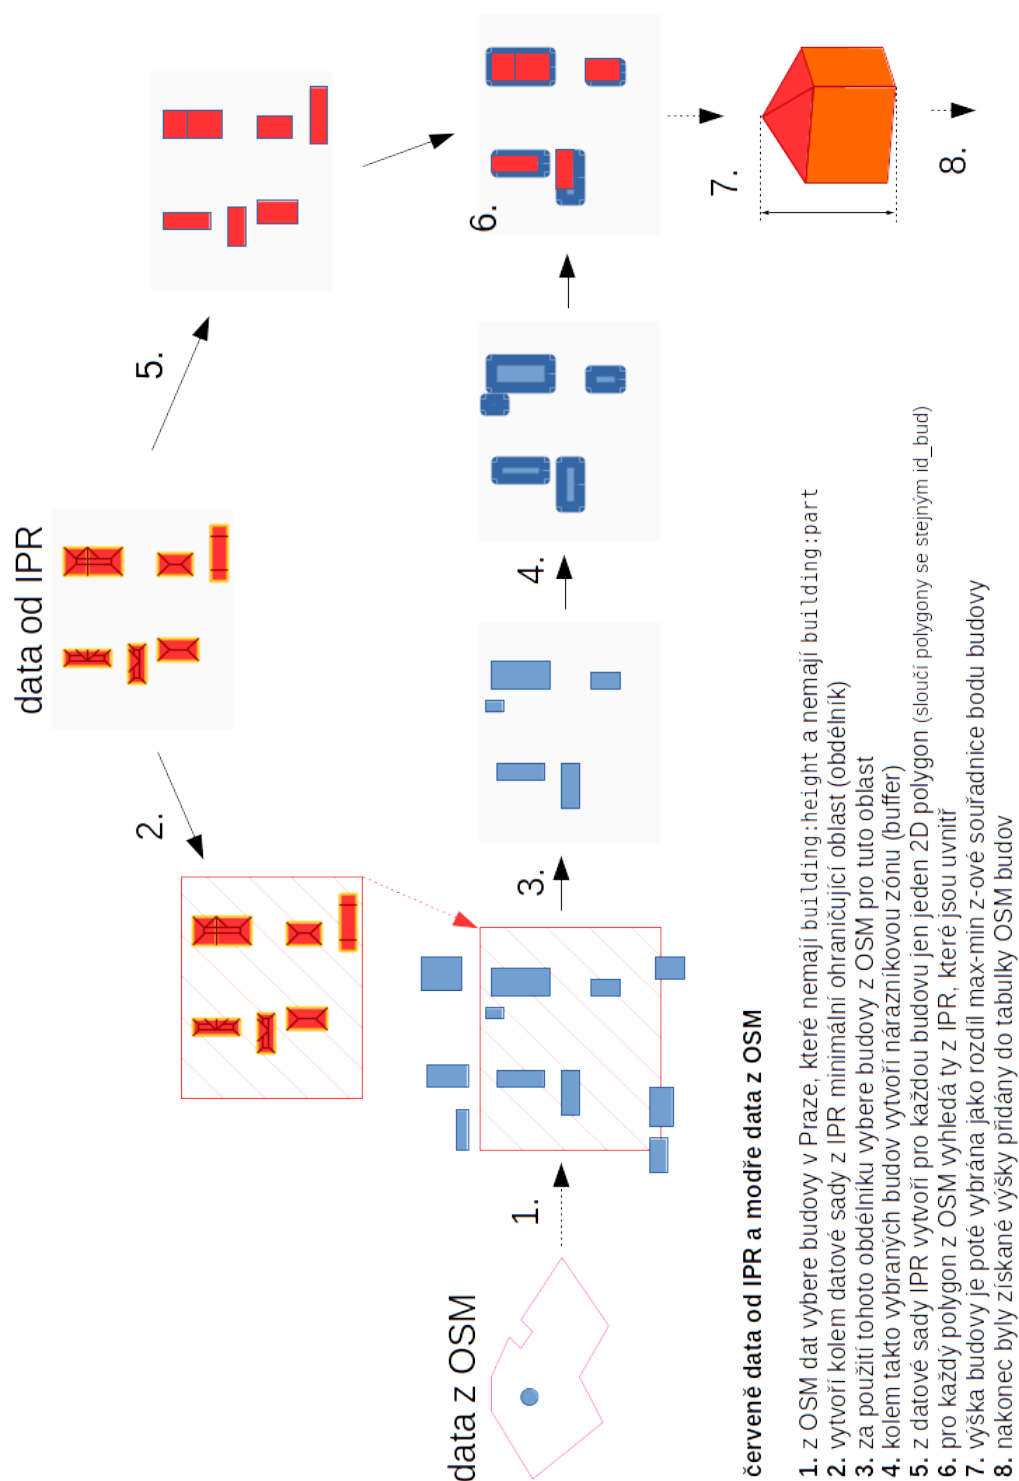 data od IPR
data z OSM
1.
2.
3.
4.
5.
6.
7.
8.
červeně data od IPR a modře data z OSM
1. z OSM dat vybere budovy v Praze, které nemají building:height a nemají building:part
2. vytvoří kolem datové sady z IPR minimální ohraničující oblast (obdélník)
3. za použití tohoto obdélníku vybere budovy z OSM pro tuto oblast
4. kolem takto vybraných budov vytvoří nárazníkovou zónu (buffer)
5. z datové sady IPR vytvoří pro každou budovu jen jeden 2D polygon (sloučí polygony se stejným id_bud)
6. pro každý polygon z OSM vyhledá ty z IPR, které jsou uvnitř
7. výška budovy je poté vybrána jako rozdíl max-min z-ové souřadnice bodu budovy
8. nakonec byly získané výšky přidány do tabulky OSM budov